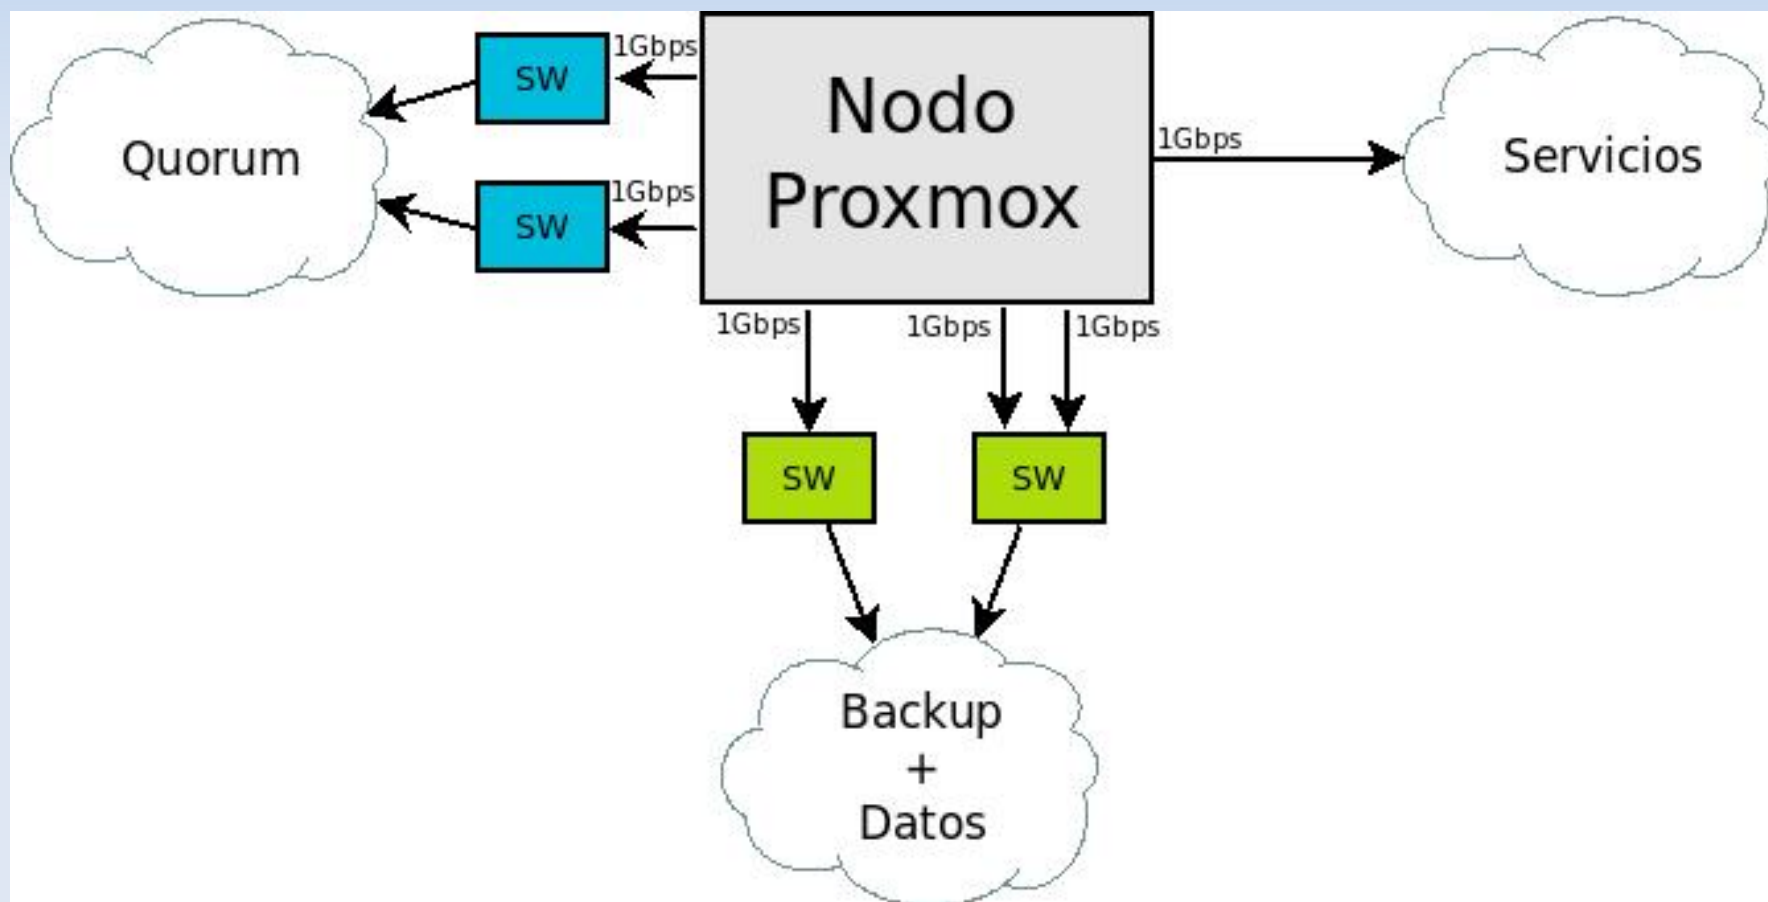 SW
1Gbps
Nodo
Proxmox
Quorum
SW
1Gbps
1Gbps
Servicios
1Gbps
1Gbps
1Gbps
SW
SW
Backup
+
Datos